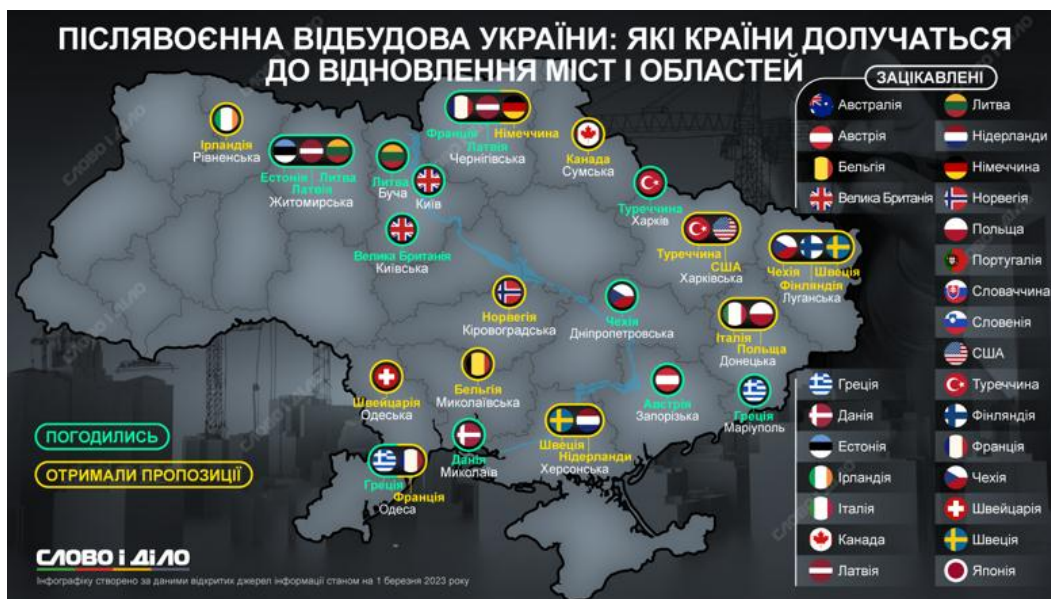 ПІСЛЯВОЄННА ВІДБУДОВА УКРАЇНИ: ЯКІ КРАЇНИ ДОЛУЧАТЬСЯ
ДО ВІДНОВЛЕННЯ МІСТ І ОБЛАСТЕЙ
Ірландія
Рівненська
Естонія Литва
Латвія
Житомирська
Литва
Буча
Київ
Велика Британія
Київська
Франція Німеччина
Латвія
Чернігівська
Канада
Сумська
Туреччина
Харків
Туреччина
США
Харківська
Чехія Швеція
Фінляндія
Луганська
Норвегія
Кіровоградська
Чехія
Дніпропетровська
Італія
Польща
Донецька
Швейцарія
Одеська
Бельгія
Миколаївська
Австрія
Запорізька
Греція
Маріуполь
Данія
Миколаїв
Швеція
Нідерланди
Херсонська
Греція
Франція
Одеса
ПОГОДИЛИСЬ
ОТРИМАЛИ ПРОПОЗИЦІЇ
ЗАЦІКАВЛЕНІ
Австралія
Австрія
Бельгія
Велика Британія
Греція
Данія
Естонія
Ірландія
Італія
Канада
Латвія
Литва
Нідерланди
Німеччина
Норвегія
Польща
Португалія
Словаччина
Словенія
США
Туреччина
Фінляндія
Франція
Чехія
Швейцарія
Швеція
Японія
СЛОВО і ДіЛО
Інфографіку створено за даними відкритих джерел інформації станом на 1 березня 2023 року